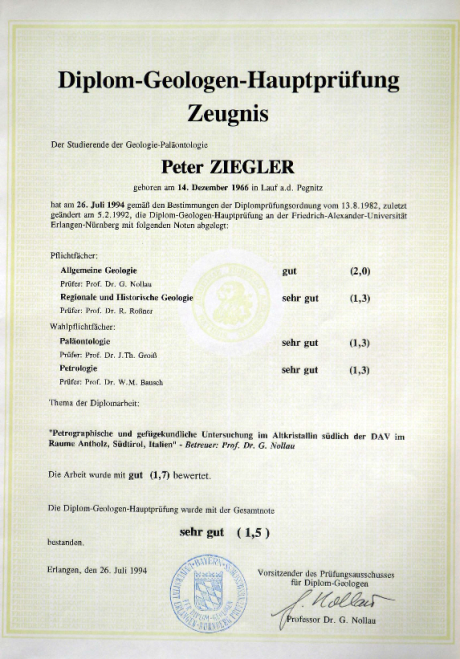 Diplom-Geologen-Hauptprüfung
Zeugnis
Der Studierende der Geologie-Paläontologie
Peter ZIEGLER
geboren am 14. Dezember 1966 in Lauf a.d. Pegnitz
hat am 26. Juli 1994 gemäß den Bestimmungen der Diplomprüfungsordnung vom 13.8.1982, zuletzt
geändert am 5.2.1992, die Diplom-Geologen-Hauptprüfung an der Friedrich-Alexander-Universität
Erlangen-Nürnberg mit folgenden Noten abgelegt:
Pflichtfächer:
Allgemeine Geologie gut (2,0)
Prüfer: Prof. Dr. G. Nollau
Regionale und Historische Geologie sehr gut (1,3)
Prüfer: Prof. Dr. R. Roßner
Wahlpflichtfächer:
Paläontologie sehr gut (1,3)
Prüfer: Prof. Dr. J.Th. Groiß
Petrologie sehr gut (1,3)
Prüfer: Prof. Dr. W.M. Bausch
Thema der Diplomarbeit:
"Petrographische und gefügekundliche Untersuchung im Altkristallin südlich der DAV im
Raume Antholz, Südtirol, Italien" - Betreuer: Prof. Dr. G. Nollau
Die Arbeit wurde mit gut (1,7) bewertet.
Die Diplom-Geologen-Hauptprüfung wurde mit der Gesamtnote
sehr gut (1,5)
bestanden.
Erlangen, den 26. Juli 1994
Vorsitzender des Prüfungsausschusses
für Diplom-Geologen
G. Nollau
Professor Dr. G. Nollau